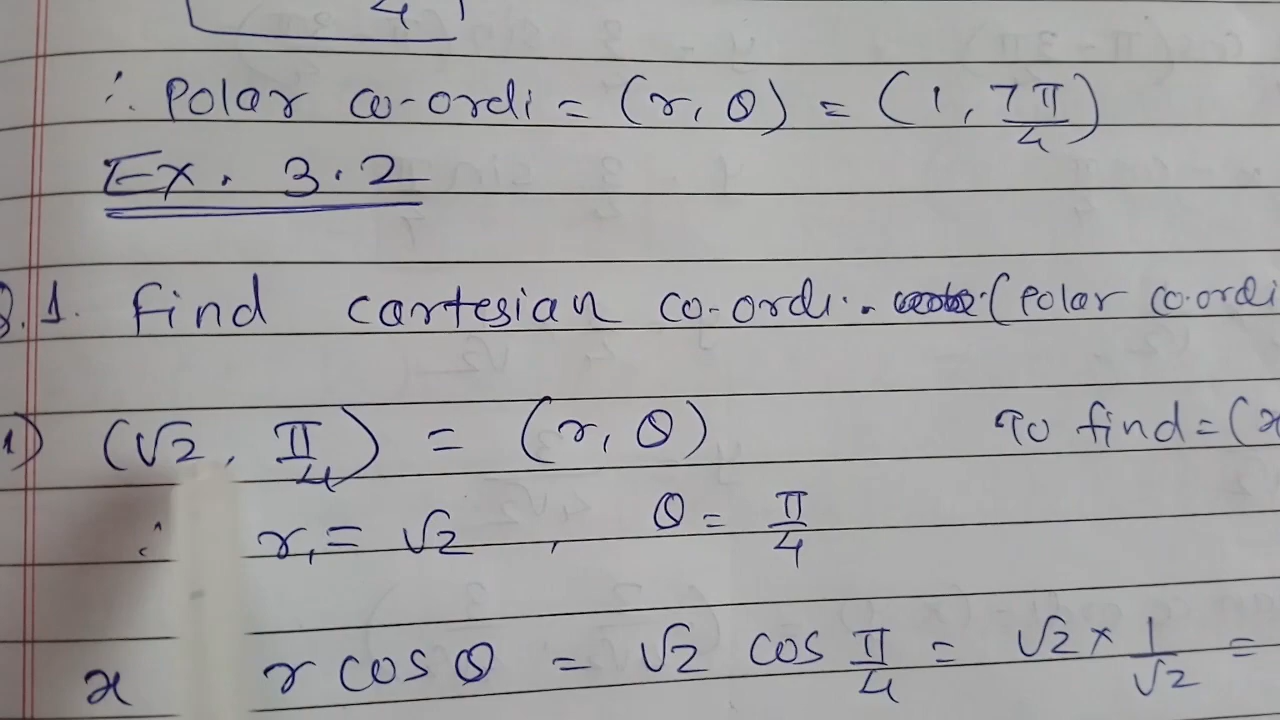 4
∴ Polar co-ordi = (r, θ) = (1, 7π/4)
Ex. 3.2
Q.1. Find cartesian co-ordi. (Polar co-ordi
1) (√2, π/4) = (r, θ) To find = (x
∴ r, = √2, θ = π/4
x r cos θ = √2 cos π/4 = √2 × 1/√2 =